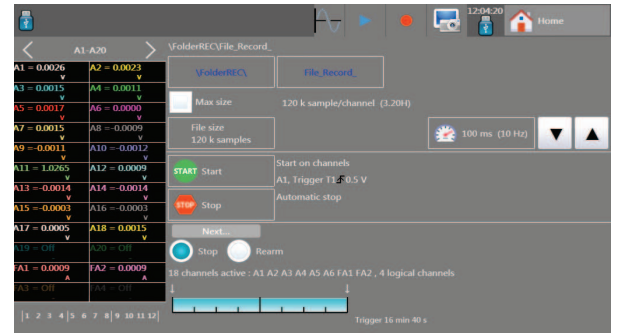 12:04:20
Home
A1-A20
\FolderREC\File_Record_
A1 = 0.0026 A2 = 0.0023
V V
A3 = 0.0015 A4 = 0.0011
V V
A5 = 0.0017 A6 = 0.0000
V V
A7 = 0.0015 A8 =-0.0009
V V
A9 =-0.0011 A10 =-0.0012
V V
A11 = 1.0265 A12 = 0.0009
V V
A13 =-0.0014 A14 =-0.0014
V V
A15 =-0.0003 A16 =-0.0003
V V
A17 = 0.0005 A18 = 0.0015
V V
A19 = Off A20 = Off
FA1 = 0.0009 FA2 = 0.0009
A A
FA3 = Off FA4 = Off
1 2 3 4 5 6 7 8 9 10 11 12
\FolderREC\ File_Record_
Max size 120 k sample/channel (3.20H)
File size
120 k samples
100 ms (10 Hz)
START Start
Start on channels
A1, Trigger T1 0.5 V
STOP Stop
Automatic stop
Next...
Stop Rearm
18 channels active : A1 A2 A3 A4 A5 A6 FA1 FA2 , 4 logical channels
Trigger 16 min 40 s